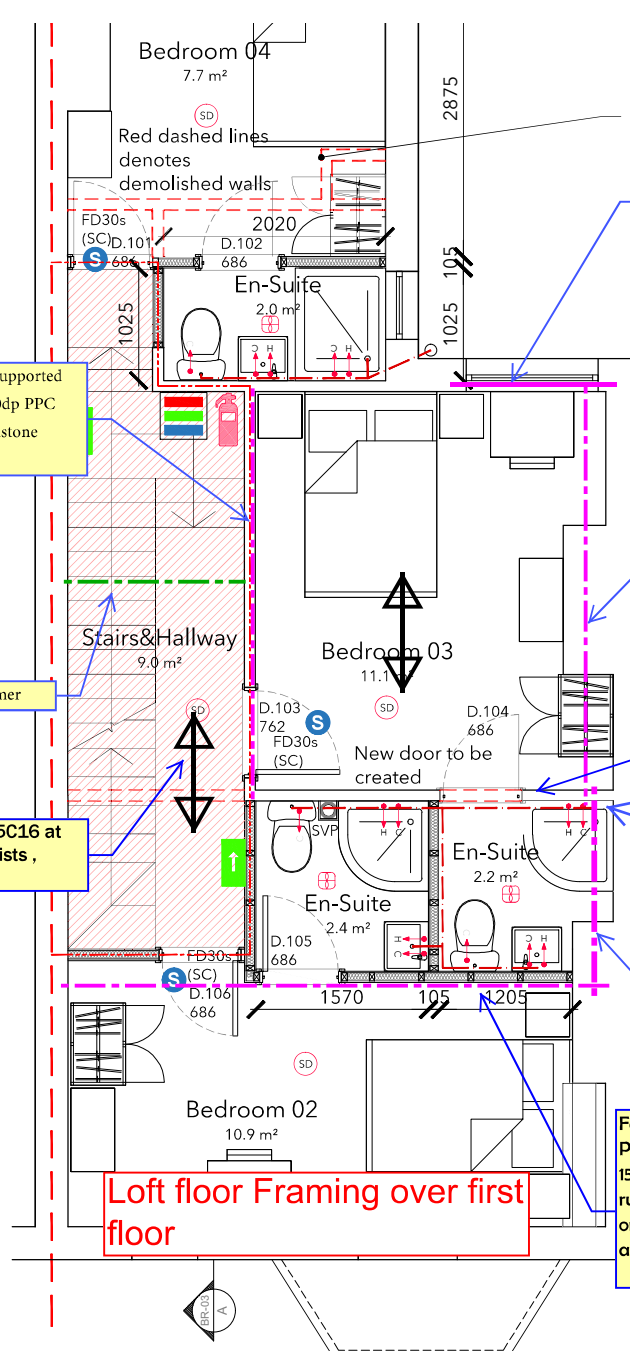 Bedroom 04
7.7 m²
SD
Red dashed lines
denotes
demolished walls
2875
2020
FD30s
(SC)
D.101
686
D.102
686
S
105
En-Suite
2.0 m²
1025
1025
H C
H C
upported
0dp PPC
stone
Stairs&Hallway
9.0 m²
SD
Bedroom 03
11.1 m²
SD
ner
D.103
762
FD30s
(SC)
S
D.104
686
New door to be
created
5C16 at
ists ,
SVP
H C
H C
En-Suite
2.2 m²
En-Suite
2.4 m²
H C
H C
D.105
686
FD30s
(SC)
S
D.106
686
1570
105
1205
SD
Bedroom 02
10.9 m²
Loft floor Framing over first
floor
BR-03
A